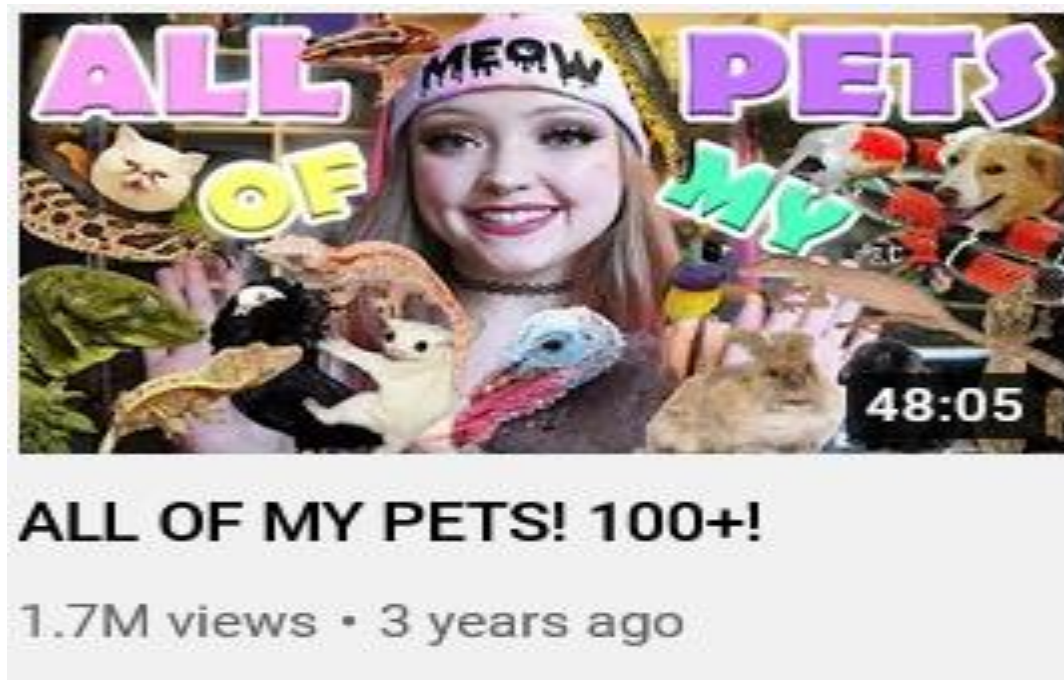 ALL PETS
MEOW
OF MY
48:05
ALL OF MY PETS! 100+!
1.7M views • 3 years ago